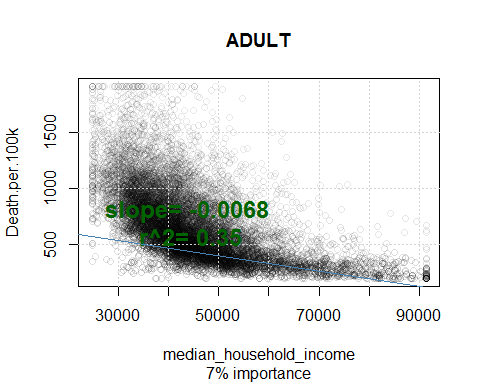 ADULT
Death.per.100k
1500
1000
500
slope= -0.0068
r^2= 0.35
30000 50000 70000 90000
median_household_income
7% importance